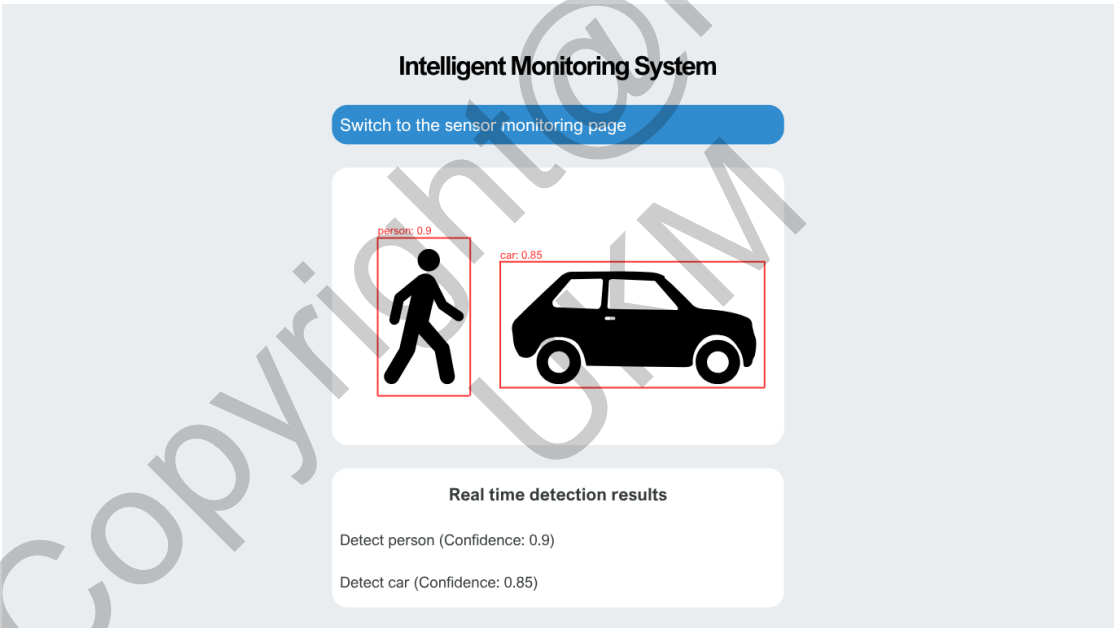 Intelligent Monitoring System
Switch to the sensor monitoring page
person: 0.9
car: 0.85
Real time detection results
Detect person (Confidence: 0.9)
Detect car (Confidence: 0.85)
UKM